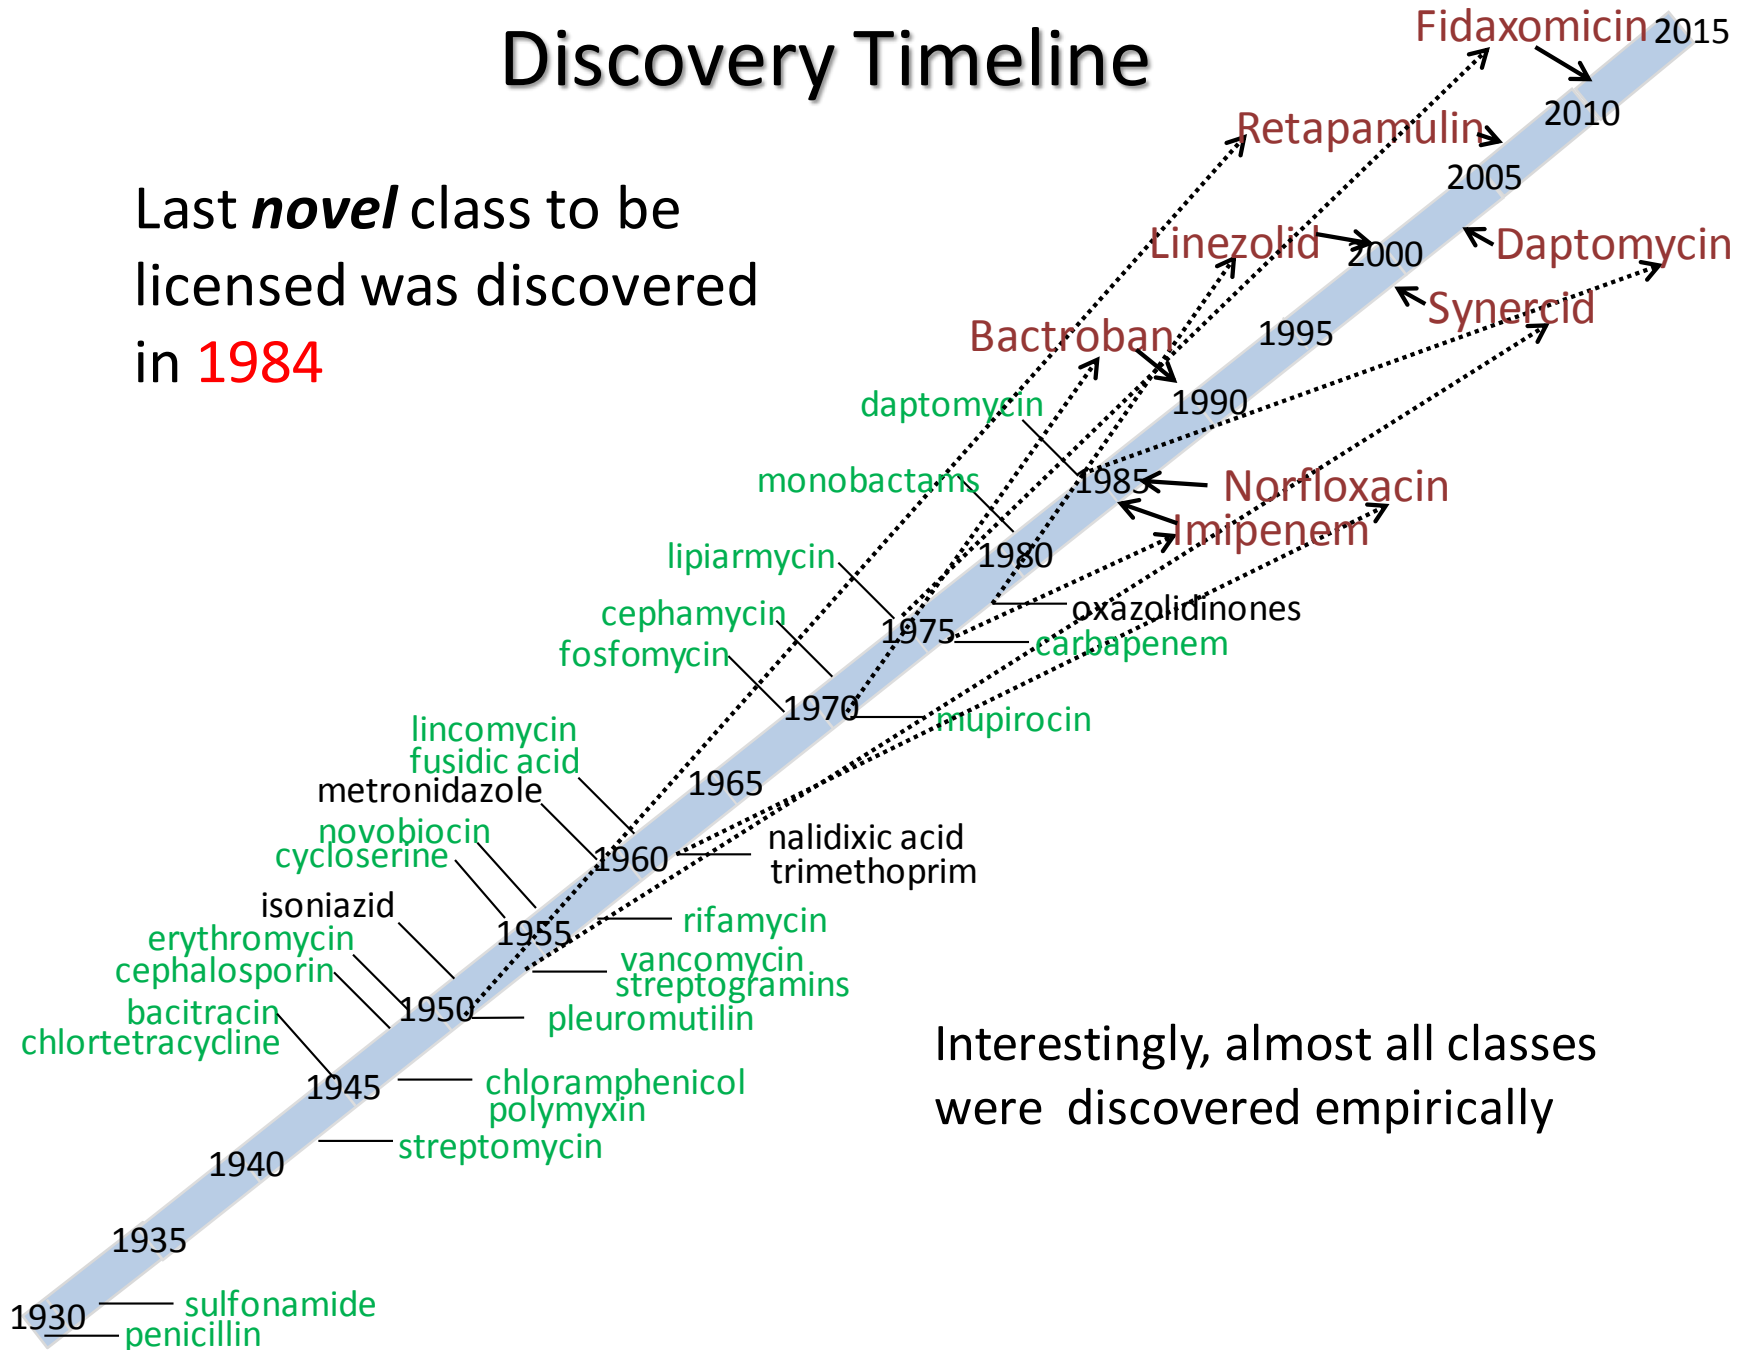 Discovery Timeline
Fidaxomicin
2015
2010
Retapamulin
2005
Last novel class to be
licensed was discovered
in 1984
Linezolid
2000
Daptomycin
Synercid
1995
Bactroban
1990
daptomycin
monobactams
1985
Norfloxacin
Imipenem
lipiarmycin
1980
cephamycin
oxazolidinones
1975
carbapenem
fosfomycin
1970
mupirocin
lincomycin
fusidic acid
metronidazole
1965
novobiocin
cycloserine
1960
nalidixic acid
trimethoprim
isoniazid
erythromycin
cephalosporin
1955
rifamycin
vancomycin
streptogramins
bacitracin
chlortetracycline
1950
pleuromutilin
Interestingly, almost all classes
were discovered empirically
1945
chloramphenicol
polymyxin
streptomycin
1940
1935
1930
sulfonamide
penicillin